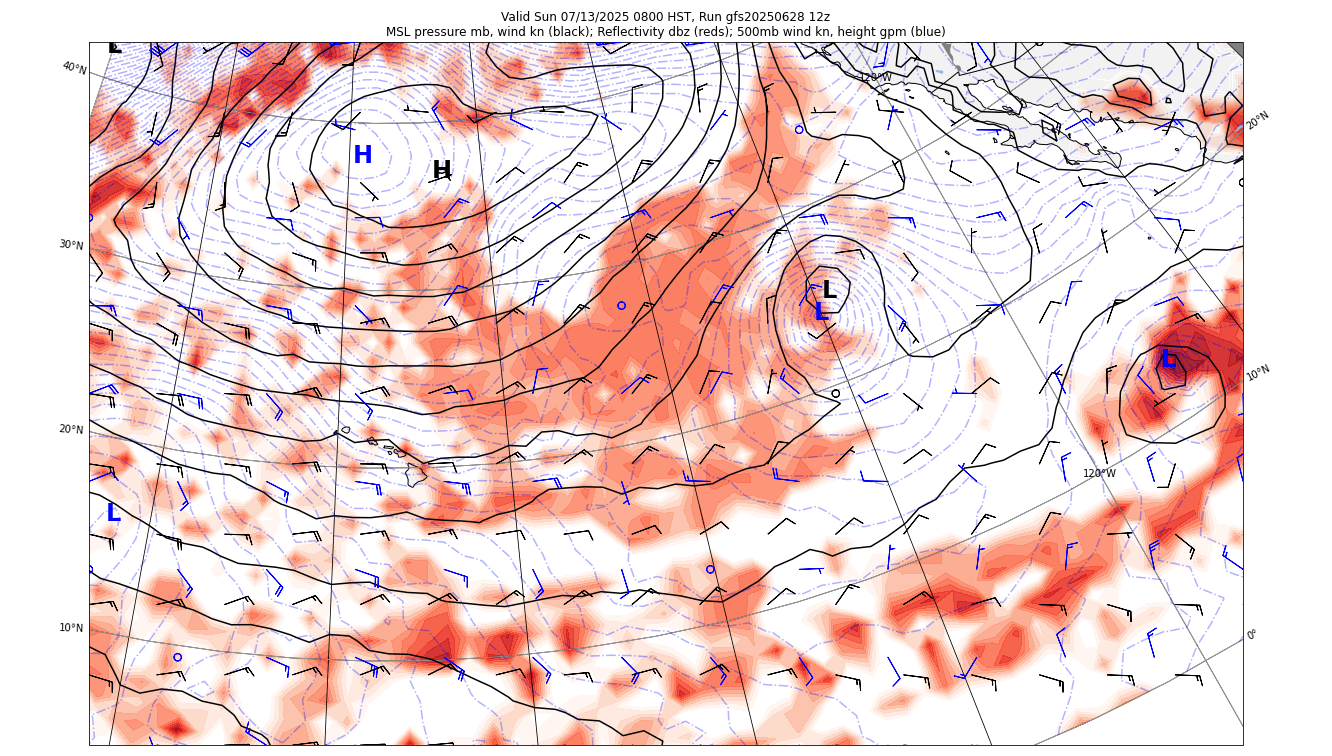 Valid Sun 07/13/2025 0800 HST, Run gfs20250628 12z
MSL pressure mb, wind kn (black); Reflectivity dbz (reds); 500mb wind kn, height gpm (blue)
L
40°N
120°W
20°N
H
H
30°N
L
L
L
10°N
20°N
120°W
L
10°N
0°